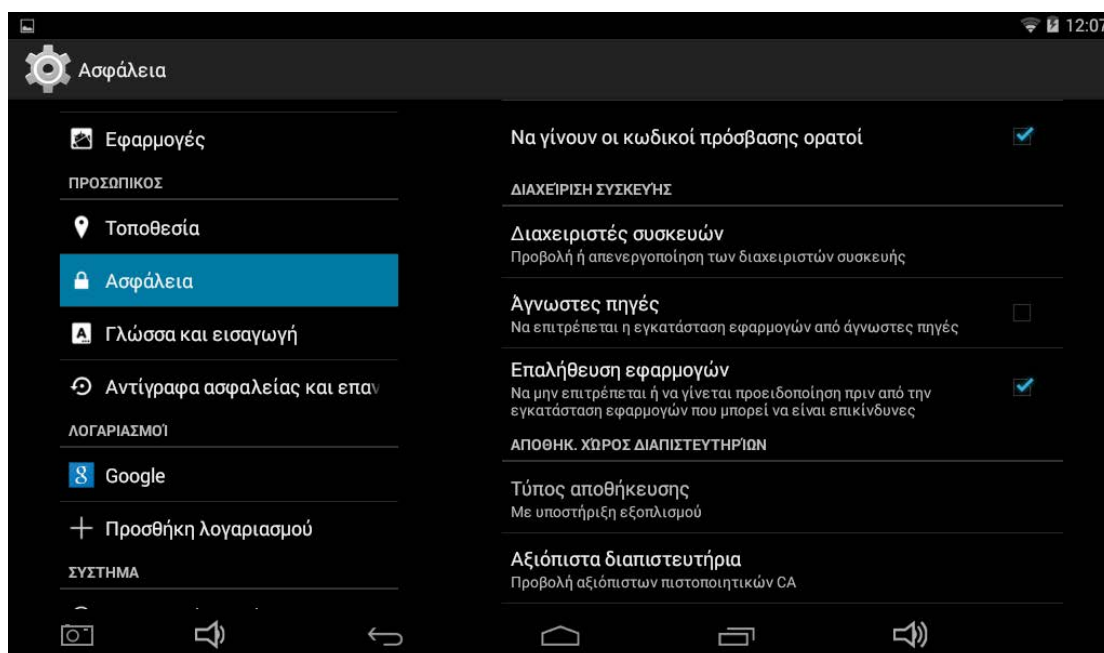 12:07
Ασφάλεια
Εφαρμογές
ΠΡΟΣΩΠΙΚΟΣ
Τοποθεσία
Ασφάλεια
Γλώσσα και εισαγωγή
Αντίγραφα ασφαλείας και επαν
ΛΟΓΑΡΙΑΣΜΟΊ
Google
Προσθήκη λογαριασμού
ΣΥΣΤΗΜΑ
Να γίνουν οι κωδικοί πρόσβασης ορατοί
ΔΙΑΧΕΊΡΙΣΗ ΣΥΣΚΕΥΉΣ
Διαχειριστές συσκευών
Προβολή ή απενεργοποίηση των διαχειριστών συσκευής
Άγνωστες πηγές
Να επιτρέπεται η εγκατάσταση εφαρμογών από άγνωστες πηγές
Επαλήθευση εφαρμογών
Να μην επιτρέπεται ή να γίνεται προειδοποίηση πριν από την
εγκατάσταση εφαρμογών που μπορεί να είναι επικίνδυνες
ΑΠΟΘΗΚ. ΧΏΡΟΣ ΔΙΑΠΙΣΤΕΥΤΗΡΊΩΝ
Τύπος αποθήκευσης
Με υποστήριξη εξοπλισμού
Αξιόπιστα διαπιστευτήρια
Προβολή αξιόπιστων πιστοποιητικών CA